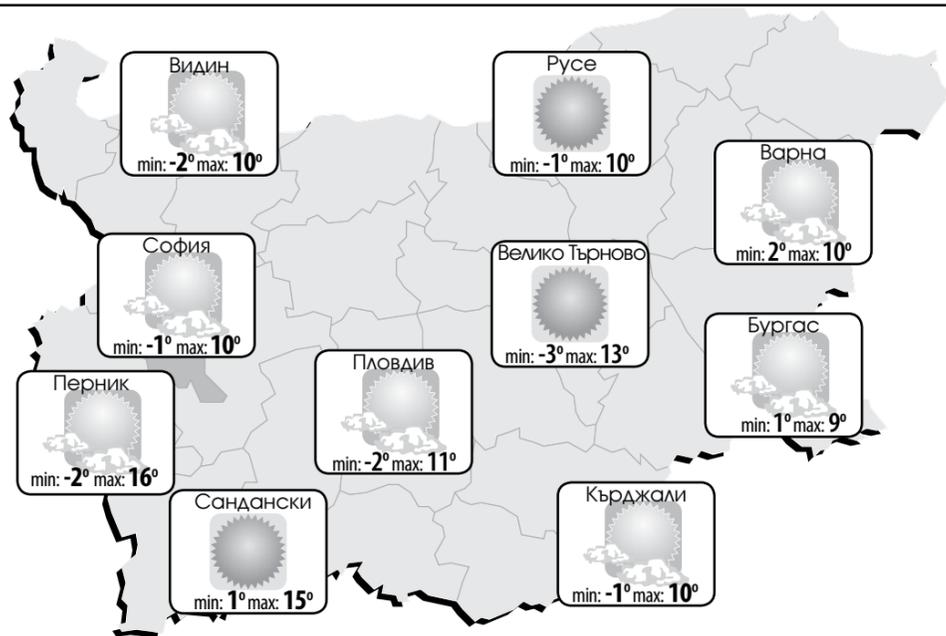 Видин
min: -2° max: 10°
Русе
min: -1° max: 10°
Варна
min: 2° max: 10°
София
min: -1° max: 10°
Велико Търново
min: -3° max: 13°
Бургас
min: 1° max: 9°
Пловдив
min: -2° max: 11°
Перник
min: -2° max: 16°
Сандански
min: 1° max: 15°
Кърджали
min: -1° max: 10°